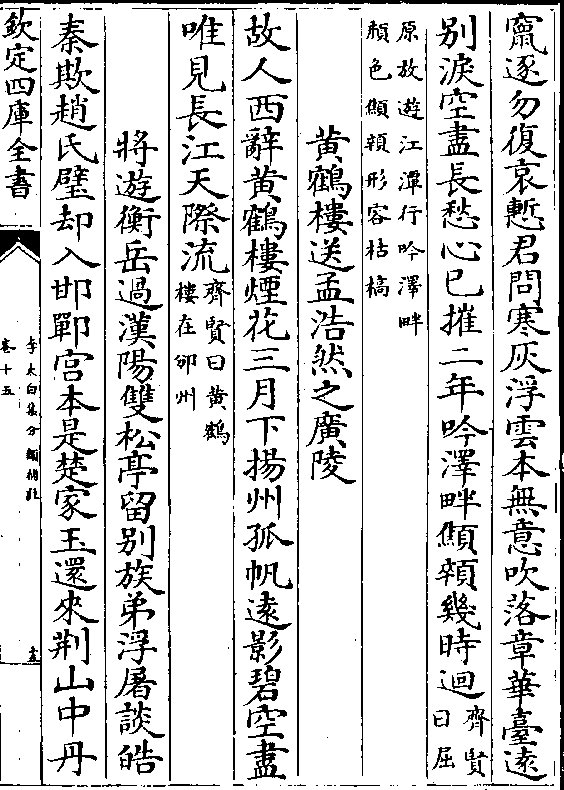 竄逐勿復哀慙君問寒灰浮雲本無意吹落章華臺遠
别淚空盡長愁心已摧二年吟澤畔顦顇幾時迴
齊賢
曰屈
原放遊江潭行吟澤畔
顔色顦顇形容枯槁
黄鶴樓送孟浩然之廣陵
故人西辭黄鶴樓煙花三月下揚州孤帆遠影碧空盡
唯見長江天際流
齊賢曰黄鶴
樓在鄂州
將遊衡岳過漢陽雙松亭留别族弟浮屠談皓
秦欺趙氏璧却入邯鄲宫本是楚家玉還來荆山中丹
欽定四庫全書
李太白集分類補註
卷十五